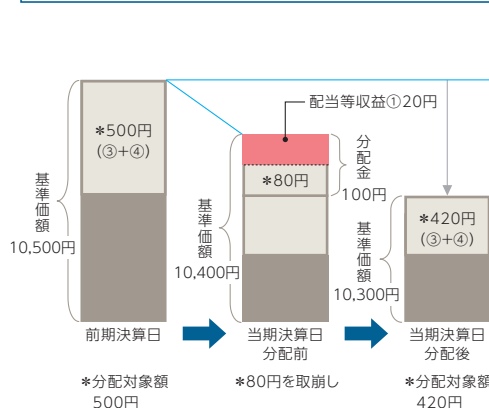 配当等収益①20円
*500円
(③+④)
分配金
100円
*80円
*420円
(③+④)
基準価額
10,500円
基準価額
10,400円
基準価額
10,300円
前期決算日
当期決算日
分配前
当期決算日
分配後
*分配対象額
500円
*80円を取崩し
*分配対象額
420円